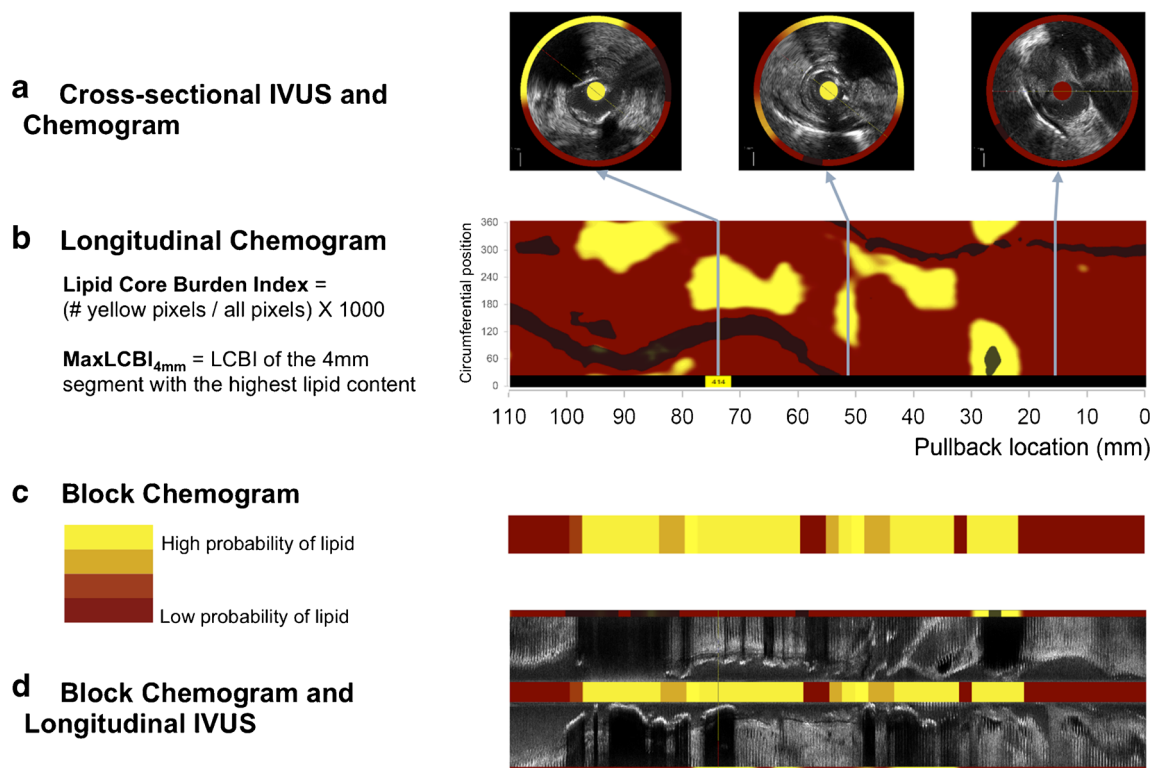 a Cross-sectional IVUS and
Chemogram
b Longitudinal Chemogram
Lipid Core Burden Index =
(# yellow pixels / all pixels) X 1000
MaxLCBI4mm = LCBI of the 4mm
segment with the highest lipid content
Circumferential position
360
300
240
180
120
60
0
414
110 100 90 80 70 60 50 40 30 20 10 0
Pullback location (mm)
c Block Chemogram
High probability of lipid
Low probability of lipid
d Block Chemogram and
Longitudinal IVUS